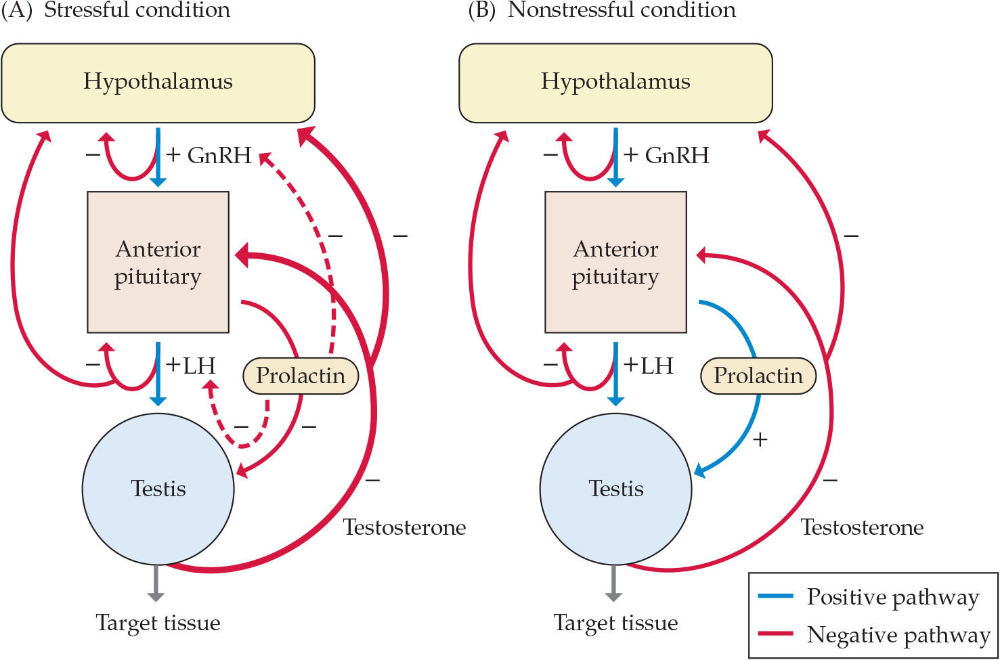 (A) Stressful condition
Hypothalamus
− + GnRH
− −
Anterior
pituitary
− +LH
Prolactin
− −
Testis
−
Testosterone
Target tissue
(B) Nonstressful condition
Hypothalamus
− + GnRH
−
Anterior
pituitary
− +LH
Prolactin
+
Testis
−
Testosterone
Target tissue
Positive pathway
Negative pathway